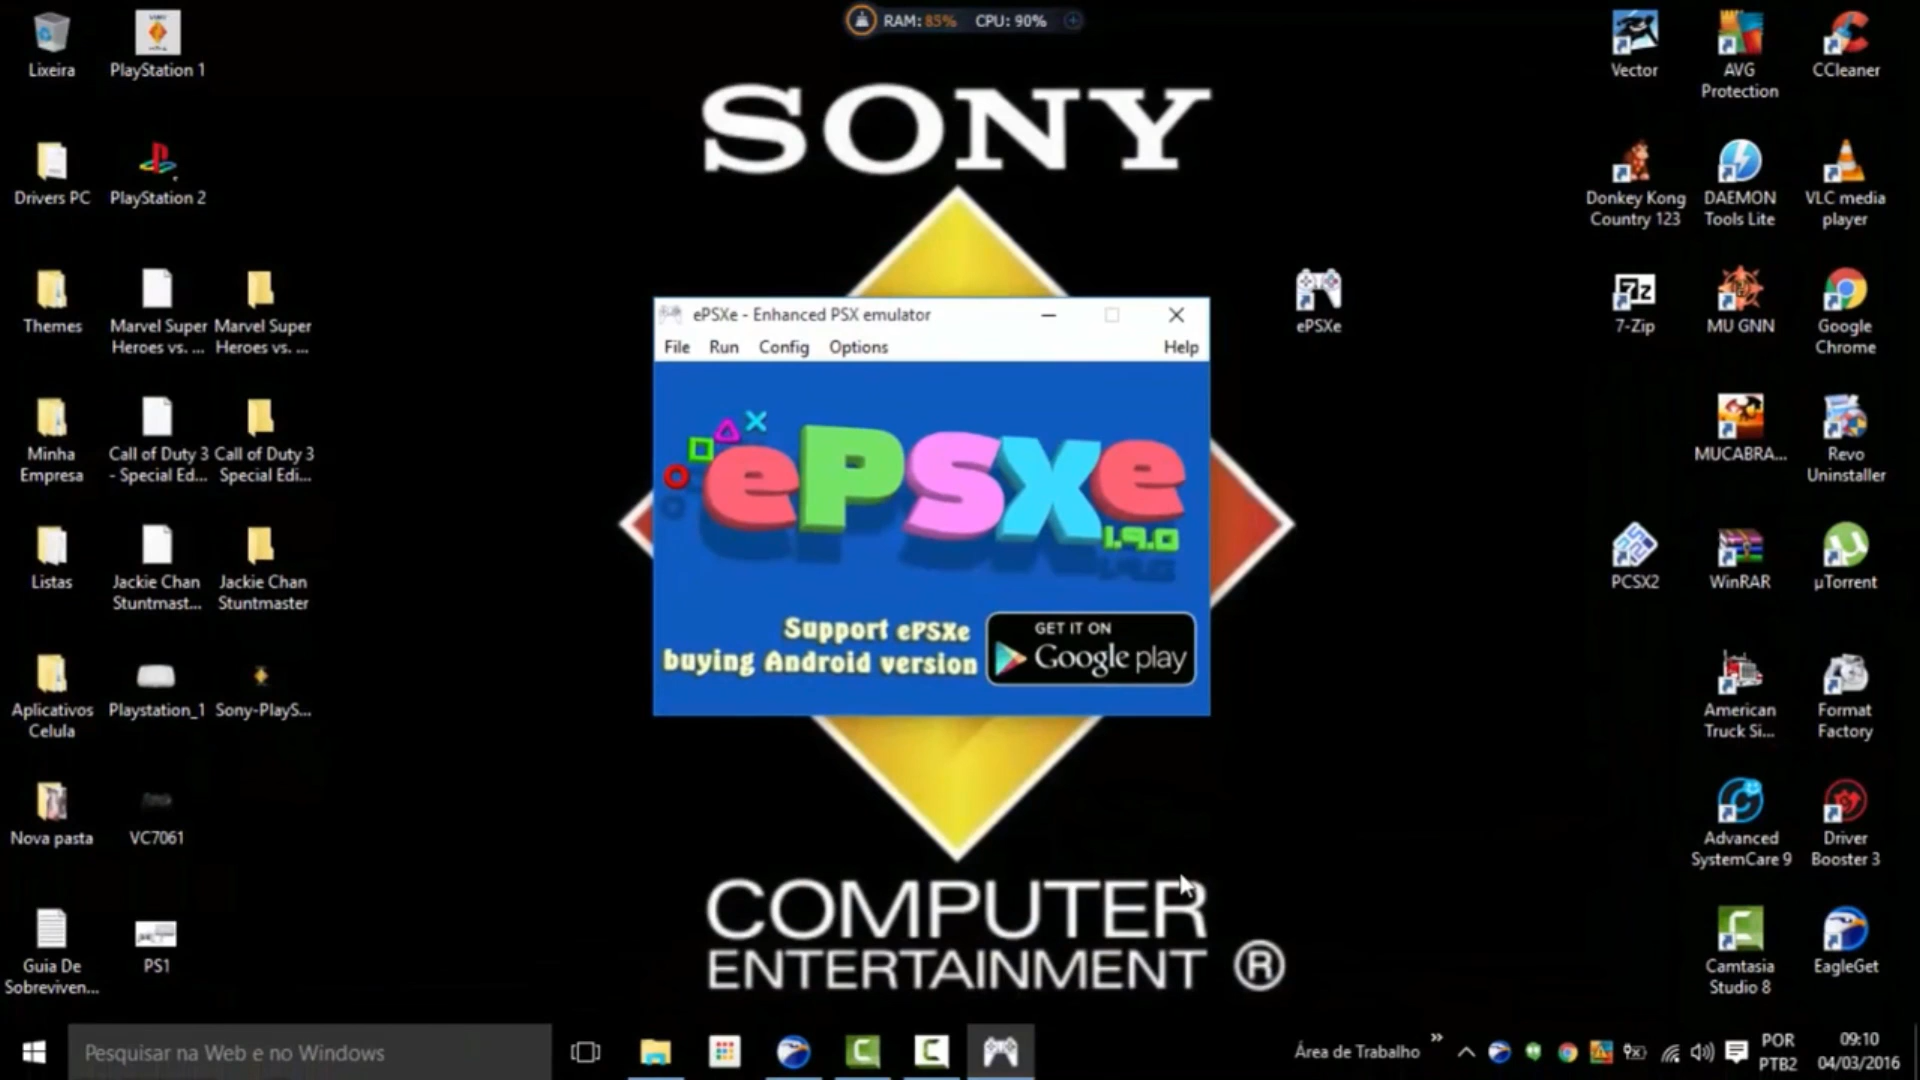 RAM: 85% CPU: 90%
Lixeira
PlayStation 1
Drivers PC
PlayStation 2
Themes
Marvel Super
Heroes vs. ...
Marvel Super
Heroes vs. ...
Minha
Empresa
Call of Duty 3
- Special Ed...
Call of Duty 3
Special Edi...
Listas
Jackie Chan
Stuntmast...
Jackie Chan
Stuntmaster
Aplicativos
Celula
Playstation_1
Sony-PlayS...
Nova pasta
VC7061
Guia De
Sobreviven...
PS1
SONY
COMPUTER
ENTERTAINMENT ®
ePSXe - Enhanced PSX emulator
File Run Config Options Help
ePSXe
1.9.0
Support ePSXe
buying Android version
GET IT ON
Google play
ePSXe
Vector
AVG
Protection
CCleaner
Donkey Kong
Country 123
DAEMON
Tools Lite
VLC media
player
7z
7-Zip
MU GNN
Google
Chrome
MUCABRA...
Revo
Uninstaller
PCSX2
WinRAR
µTorrent
American
Truck Si...
Format
Factory
Advanced
SystemCare 9
Driver
Booster 3
Camtasia
Studio 8
EagleGet
Pesquisar na Web e no Windows
Área de Trabalho
POR
PTB2
09:10
04/03/2016